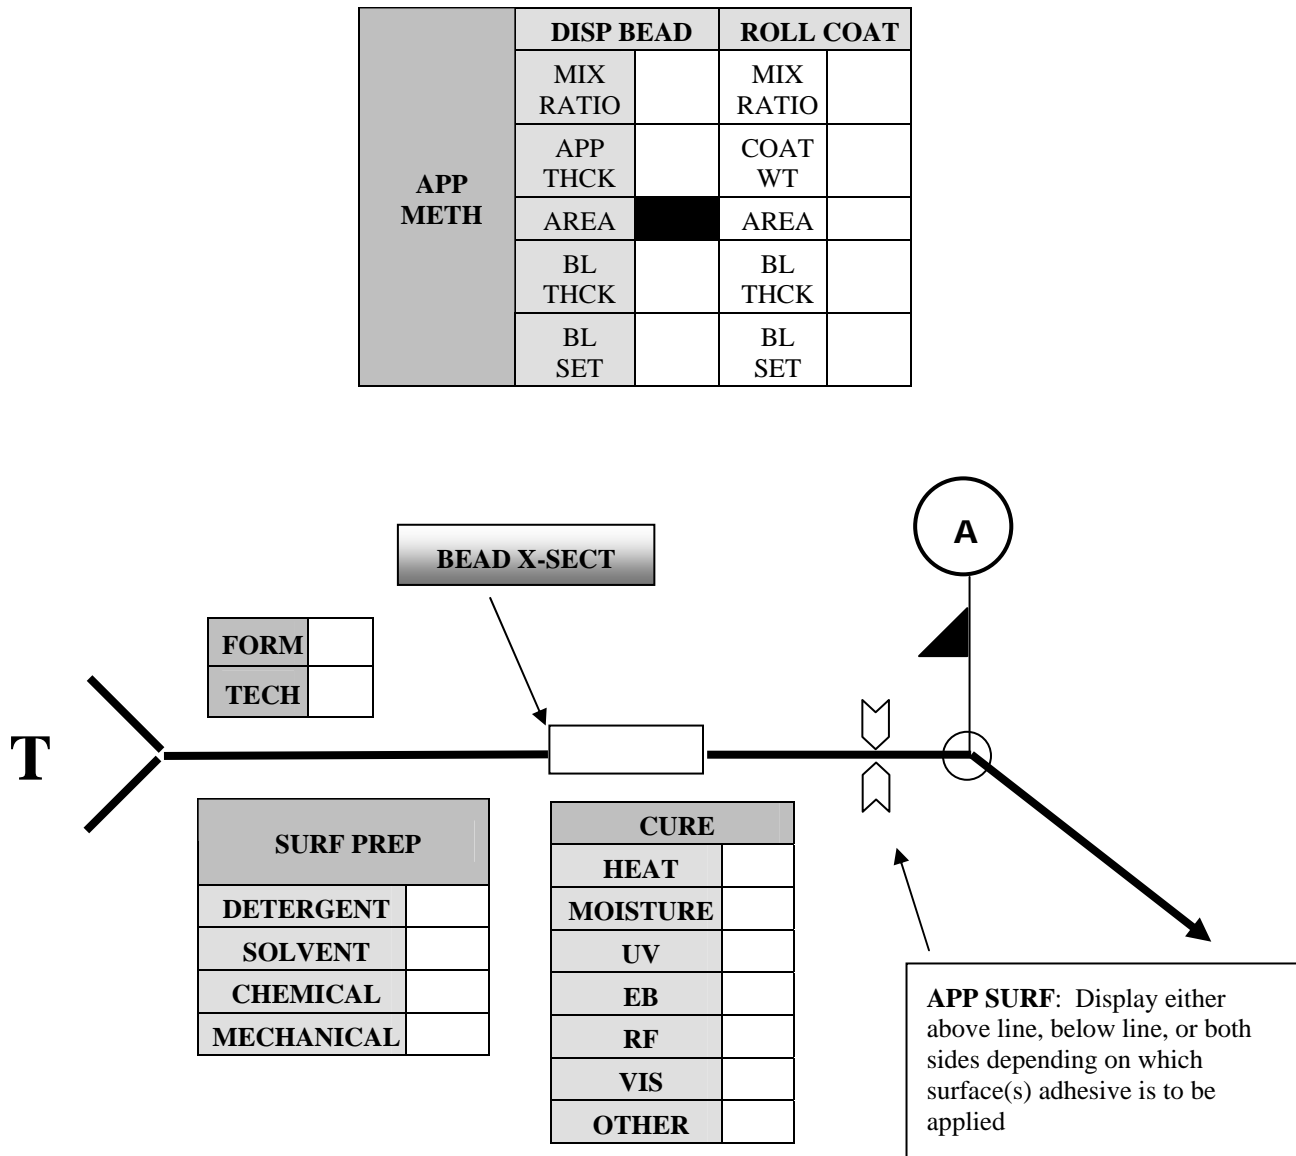 DISP BEAD ROLL COAT
APP
METH
MIX
RATIO
MIX
RATIO
APP
THCK
COAT
WT
AREA
AREA
BL
THCK
BL
THCK
BL
SET
BL
SET
A
BEAD X-SECT
FORM
TECH
T
SURF PREP
DETERGENT
SOLVENT
CHEMICAL
MECHANICAL
CURE
HEAT
MOISTURE
UV
EB
RF
VIS
OTHER
APP SURF: Display either
above line, below line, or both
sides depending on which
surface(s) adhesive is to be
applied